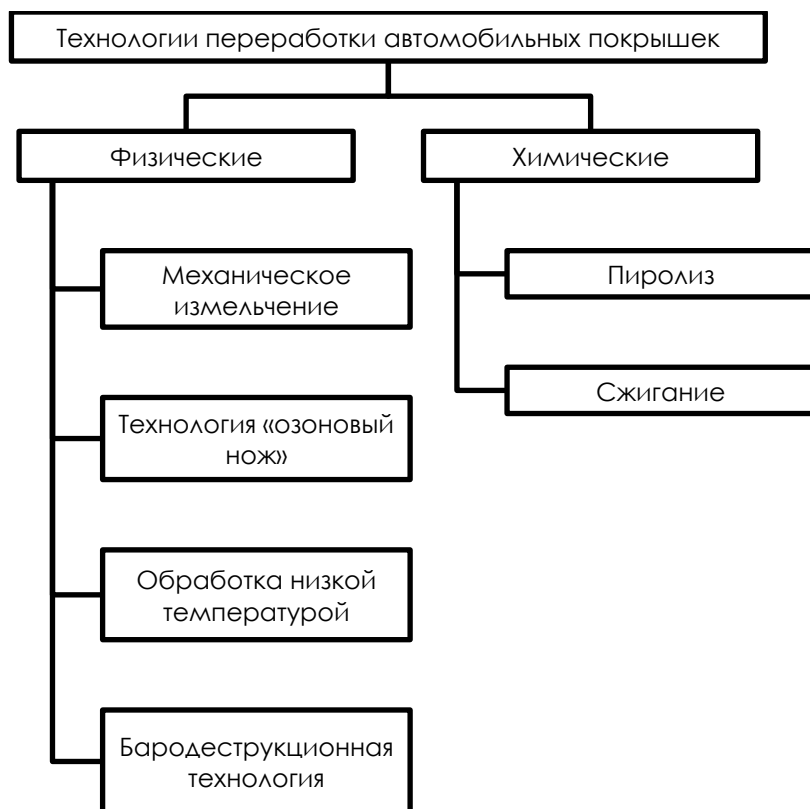 Технологии переработки автомобильных покрышек
Физические
Химические
Механическое
измельчение
Пиролиз
Технология «озоновый
нож»
Сжигание
Обработка низкой
температурой
Бародеструкционная
технология